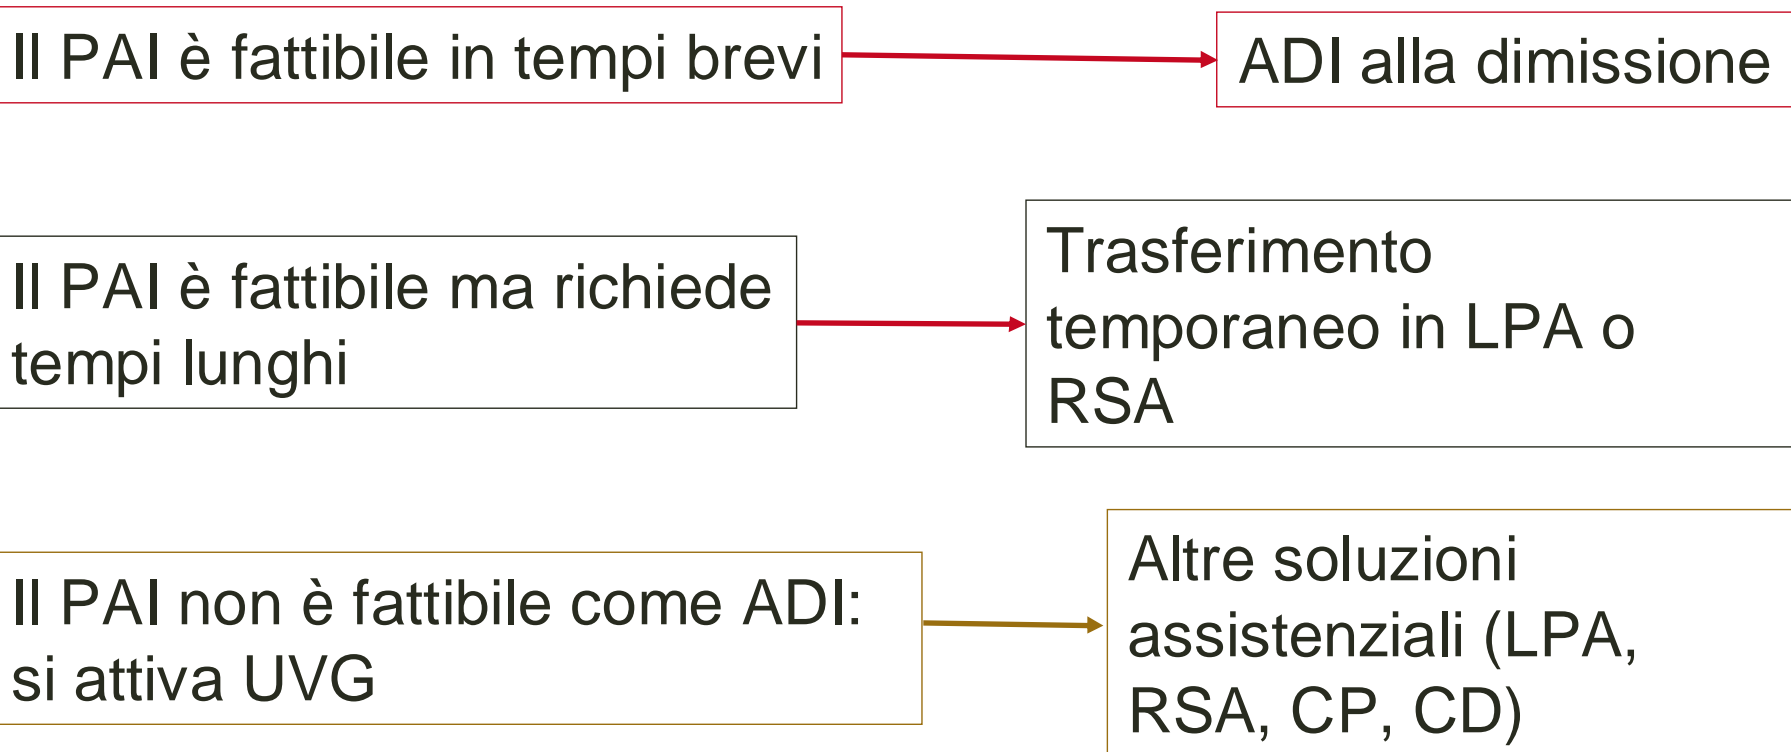 Il PAI è fattibile in tempi brevi
ADI alla dimissione
Il PAI è fattibile ma richiede
tempi lunghi
Trasferimento
temporaneo in LPA o
RSA
Il PAI non è fattibile come ADI:
si attiva UVG
Altre soluzioni
assistenziali (LPA,
RSA, CP, CD)